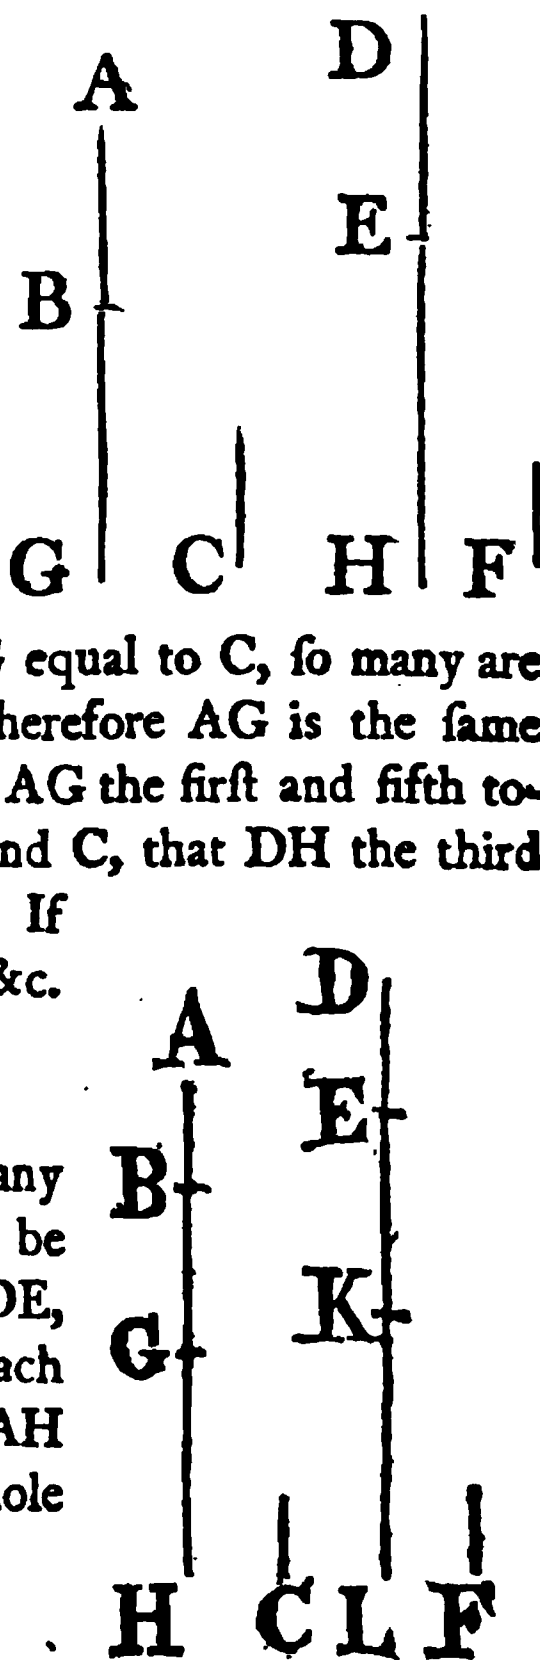 A
D
E
B
G C H F
equal to C, ſo many are
herefore AG is the ſame
AG the firſt and fifth to-
nd C, that DH the third
If
&c.
A
D
E
B
any
be
DE,
K
G
ach
AH
ole
H C L F